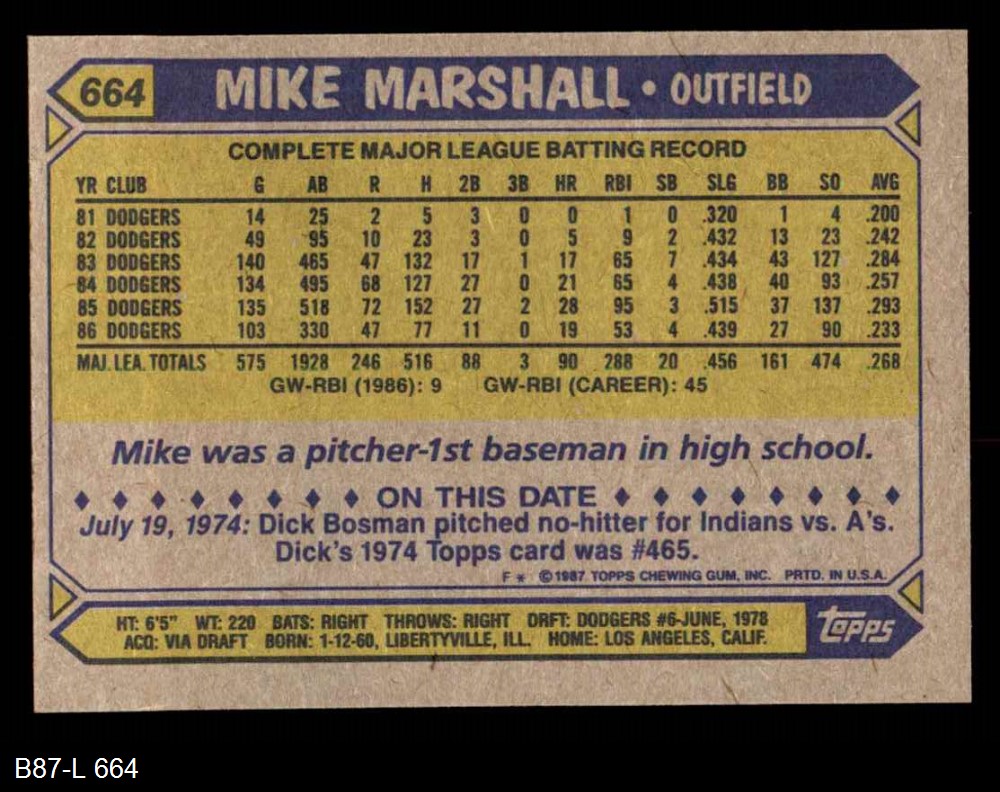 664 MIKE MARSHALL • OUTFIELD
COMPLETE MAJOR LEAGUE BATTING RECORD
YR CLUB G AB R H 2B 3B HR RBI SB SLG BB SO AVG
81 DODGERS 14 25 2 5 3 0 0 1 0 .320 1 4 .200
82 DODGERS 49 95 10 23 3 0 5 9 2 .432 13 23 .242
83 DODGERS 140 465 47 132 17 1 17 65 7 .434 43 127 .284
84 DODGERS 134 495 68 127 27 0 21 65 4 .438 40 93 .257
85 DODGERS 135 518 72 152 27 2 28 95 3 .515 37 137 .293
86 DODGERS 103 330 47 77 11 0 19 53 4 .439 27 90 .233
MAJ. LEA. TOTALS 575 1928 246 516 88 3 90 288 20 .456 161 474 .268
GW-RBI (1986): 9 GW-RBI (CAREER): 45
Mike was a pitcher-1st baseman in high school.
♦ ♦ ♦ ♦ ♦ ♦ ♦ ♦ ON THIS DATE ♦ ♦ ♦ ♦ ♦ ♦ ♦ ♦
July 19, 1974: Dick Bosman pitched no-hitter for Indians vs. A's.
Dick's 1974 Topps card was #465.
F * © 1987 TOPPS CHEWING GUM, INC. PRTD. IN U.S.A.
HT: 6'5" WT: 220 BATS: RIGHT THROWS: RIGHT DRFT: DODGERS #6-JUNE, 1978
ACQ: VIA DRAFT BORN: 1-12-60, LIBERTYVILLE, ILL. HOME: LOS ANGELES, CALIF.
Topps
B87-L 664